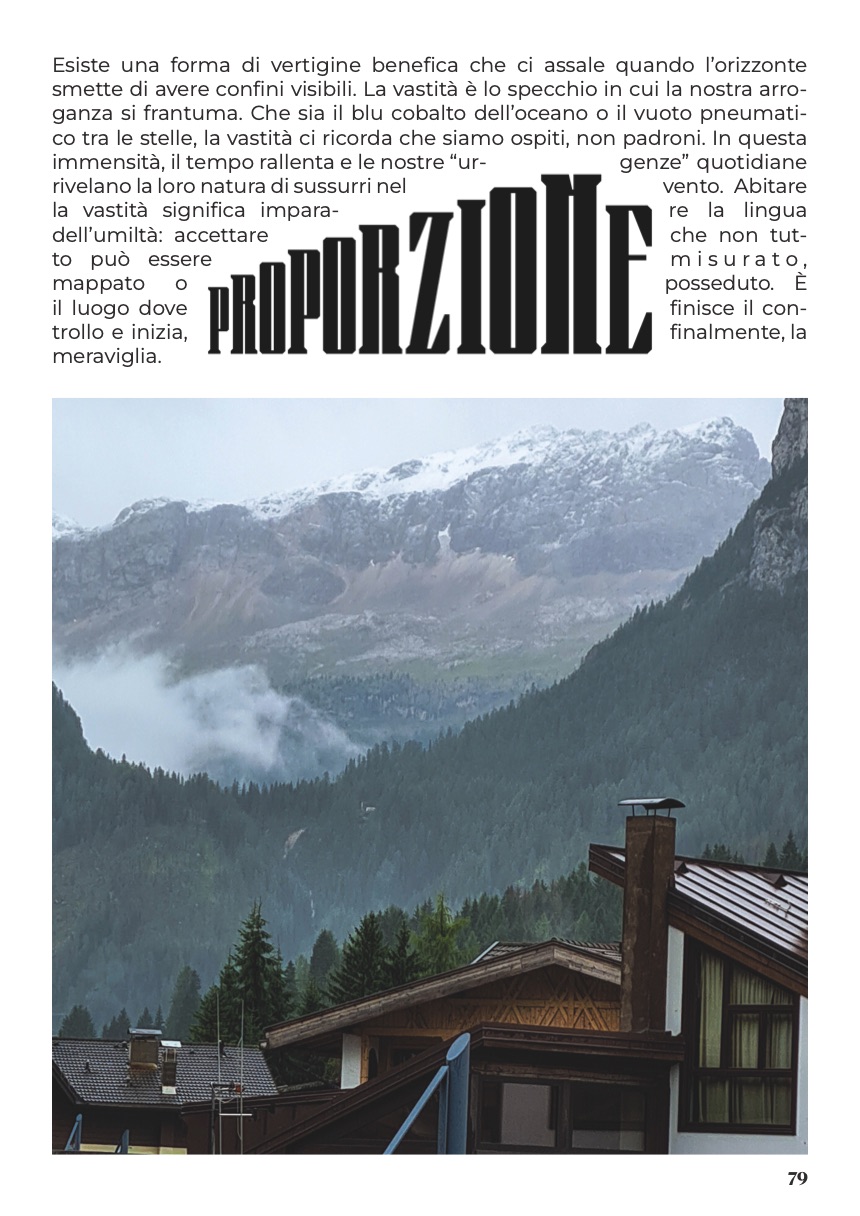 Esiste una forma di vertigine benefica che ci assale quando l’orizzonte
smette di avere confini visibili. La vastità è lo specchio in cui la nostra arro-
ganza si frantuma. Che sia il blu cobalto dell’oceano o il vuoto pneumati-
co tra le stelle, la vastità ci ricorda che siamo ospiti, non padroni. In questa
immensità, il tempo rallenta e le nostre “ur- genze” quotidiane
rivelano la loro natura di sussurri nel vento. Abitare
la vastità significa impara- re la lingua
dell’umiltà: accettare che non tut-
to può essere misurato,
mappato o posseduto. È
il luogo dove finisce il con-
trollo e inizia, finalmente, la
meraviglia.
PROPORZIONE
79